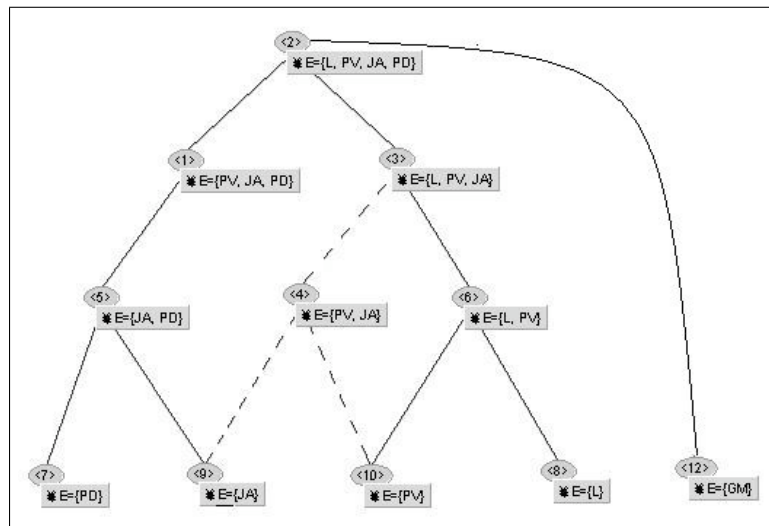 <2>
E={L, PV, JA, PD}
<1>
E={PV, JA, PD}
<3>
E={L, PV, JA}
<5>
E={JA, PD}
<4>
E={PV, JA}
<6>
E={L, PV}
<7>
E={PD}
<9>
E={JA}
<10>
E={PV}
<8>
E={L}
<12>
E={GM}